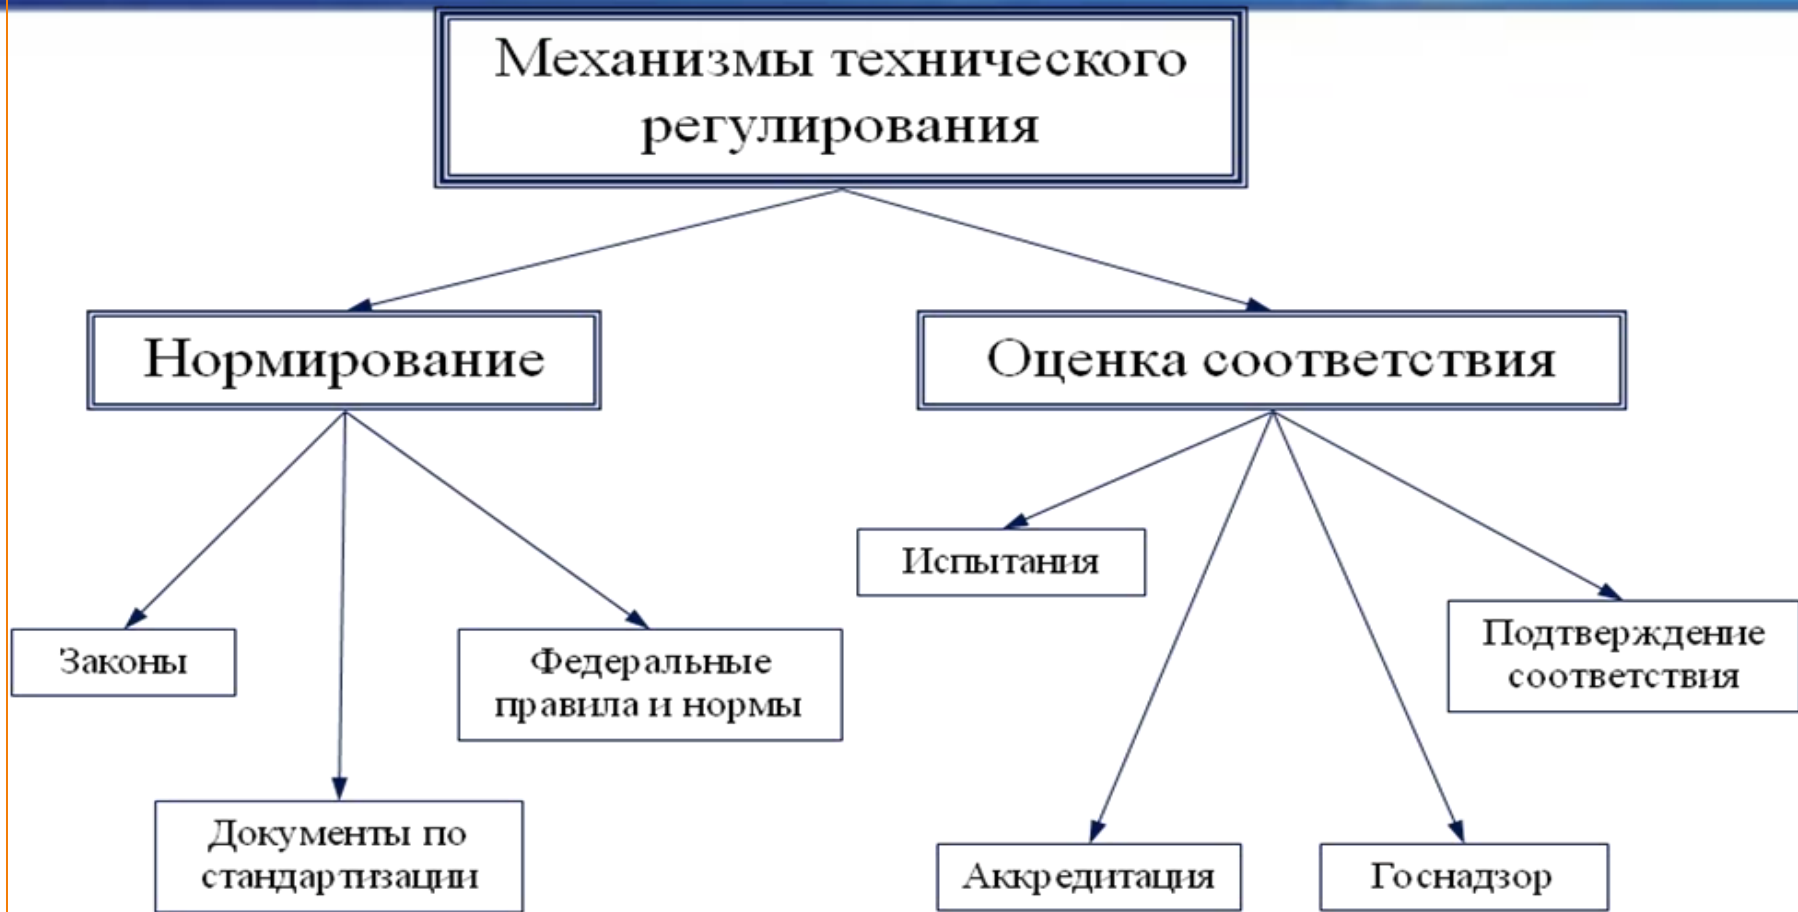 Механизмы технического
регулирования
Нормирование
Оценка соответствия
Законы
Документы по
стандартизации
Федеральные
правила и нормы
Испытания
Аккредитация
Госнадзор
Подтверждение
соответствия